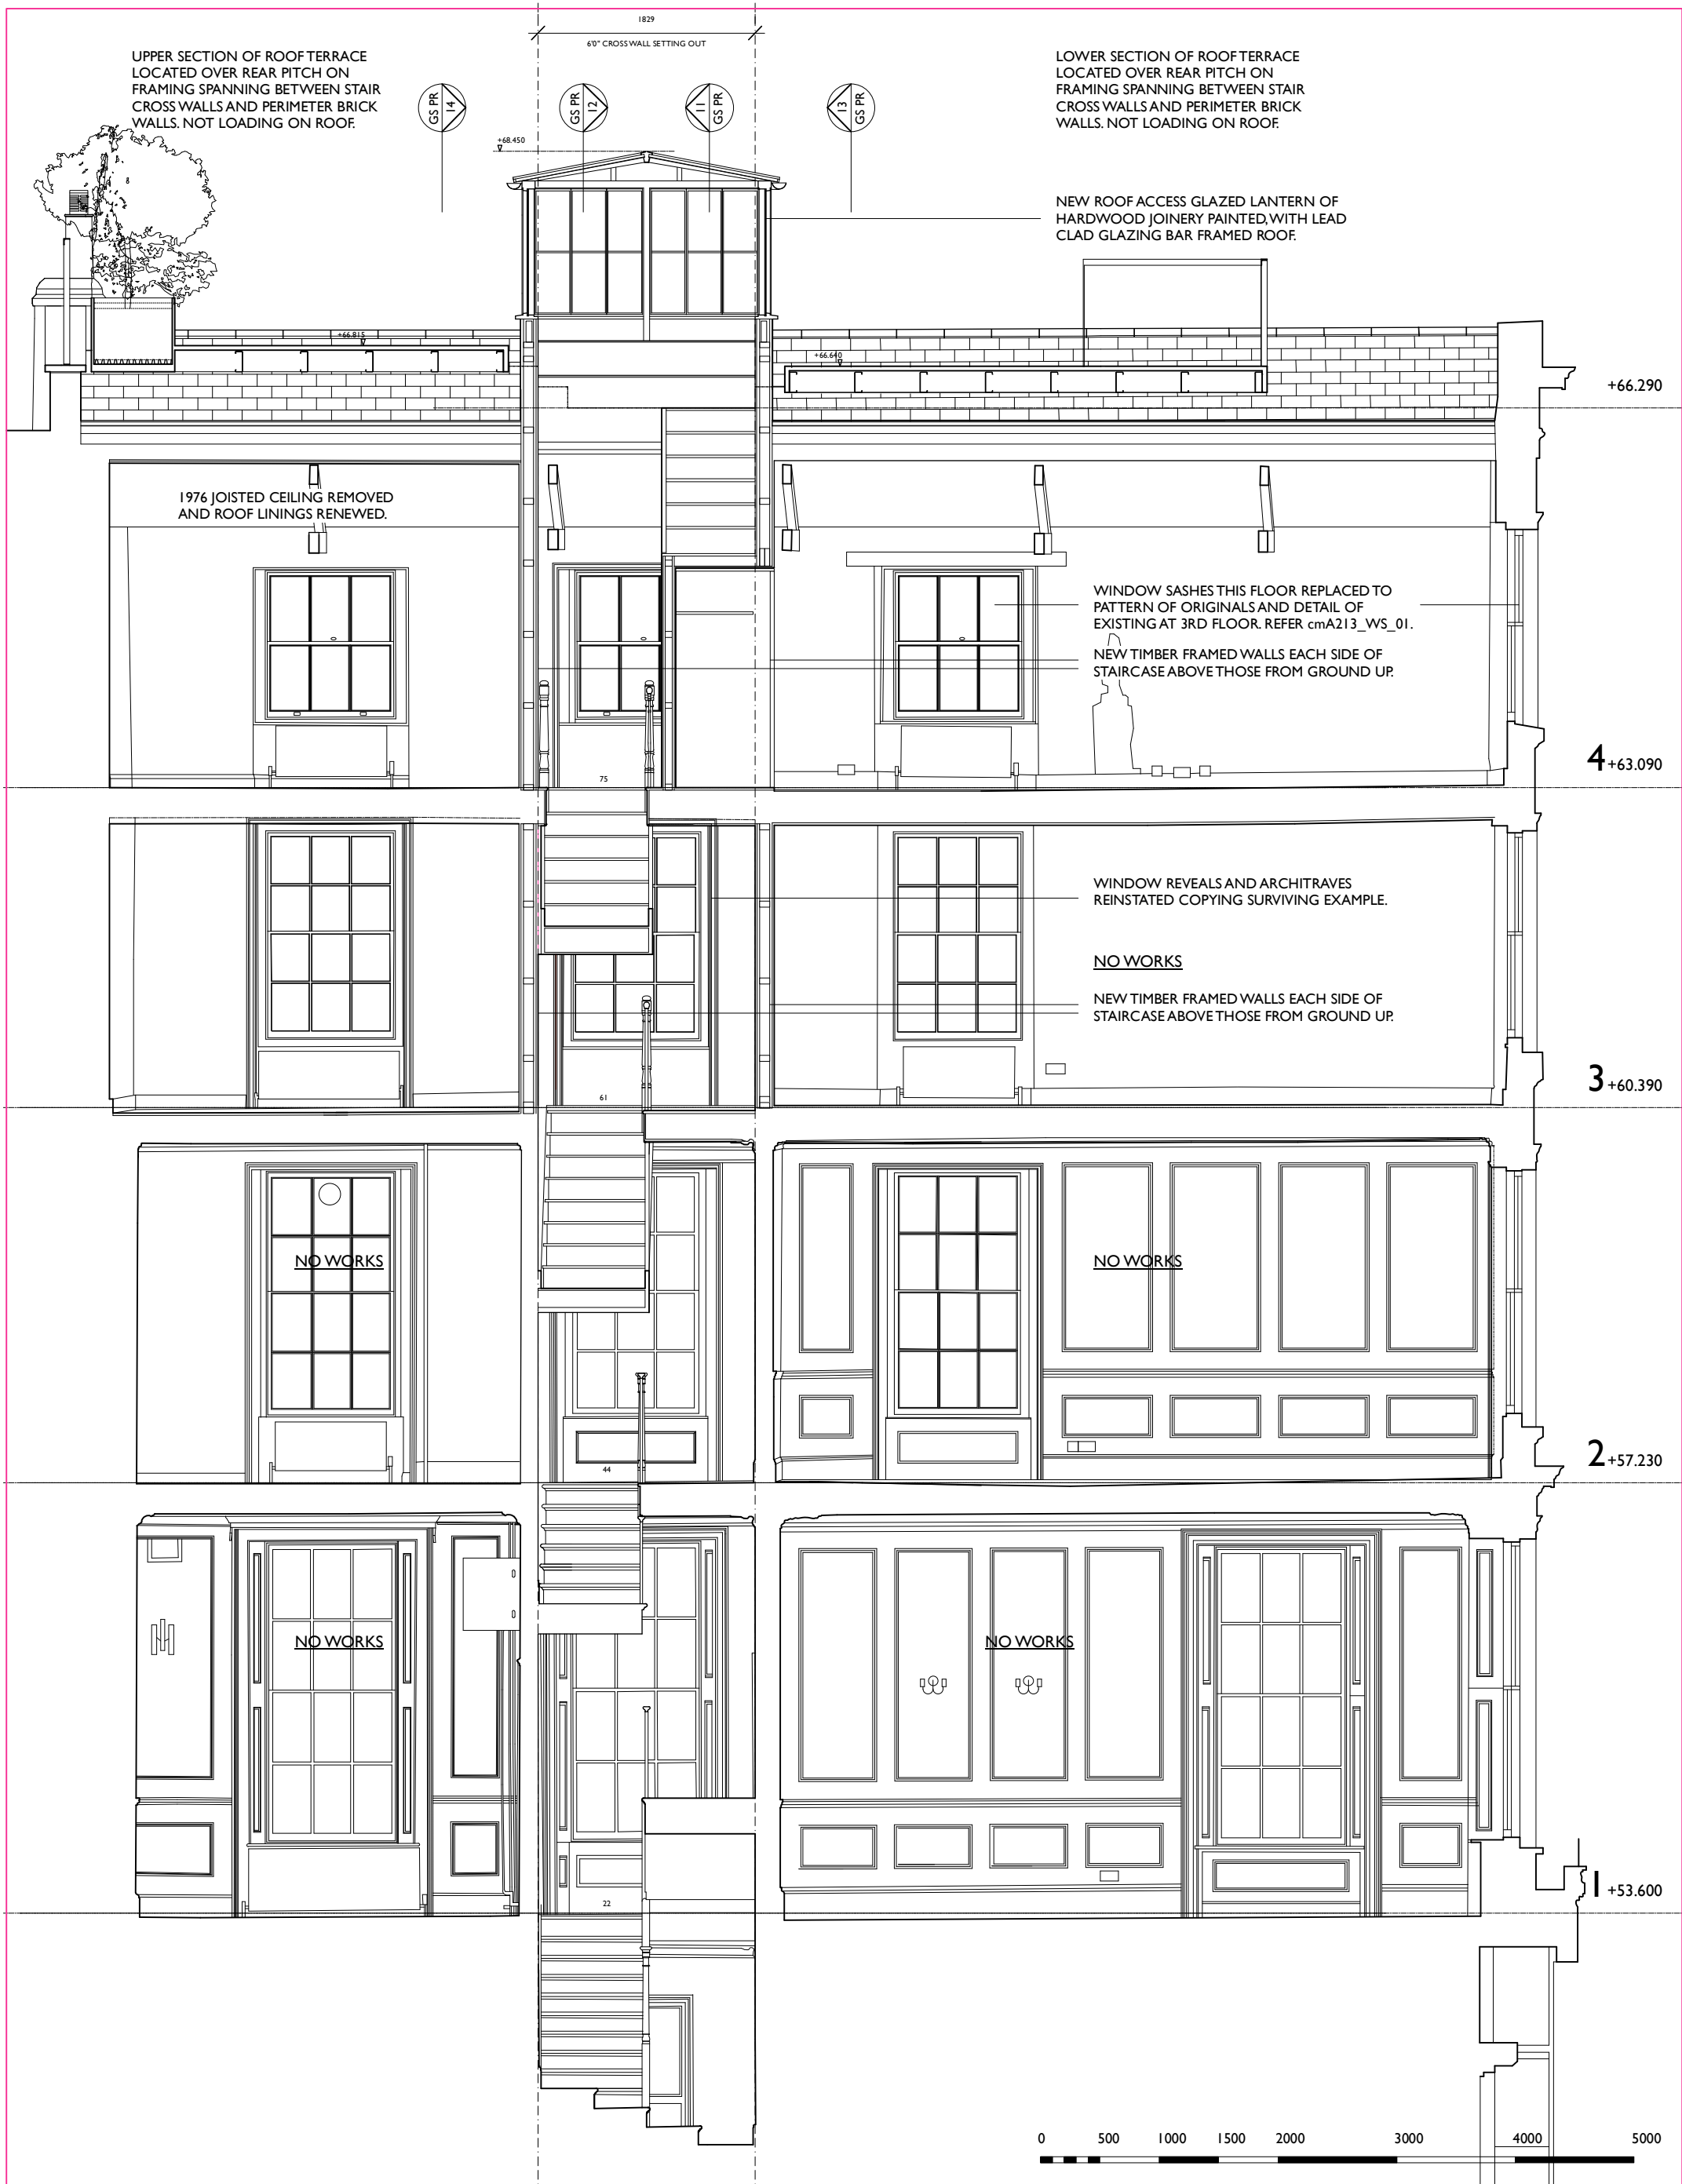 1829
6'0" CROSS WALL SETTING OUT
UPPER SECTION OF ROOF TERRACE
LOCATED OVER REAR PITCH ON
FRAMING SPANNING BETWEEN STAIR
CROSS WALLS AND PERIMETER BRICK
WALLS. NOT LOADING ON ROOF.
LOWER SECTION OF ROOF TERRACE
LOCATED OVER REAR PITCH ON
FRAMING SPANNING BETWEEN STAIR
CROSS WALLS AND PERIMETER BRICK
WALLS. NOT LOADING ON ROOF.
GS PR 14
GS PR 12
GS PR 11
GS PR 13
+68.450
NEW ROOF ACCESS GLAZED LANTERN OF
HARDWOOD JOINERY PAINTED, WITH LEAD
CLAD GLAZING BAR FRAMED ROOF.
+66.815
+66.640
+66.290
1976 JOISTED CEILING REMOVED
AND ROOF LININGS RENEWED.
WINDOW SASHES THIS FLOOR REPLACED TO
PATTERN OF ORIGINALS AND DETAIL OF
EXISTING AT 3RD FLOOR. REFER cmA213_WS_01.
NEW TIMBER FRAMED WALLS EACH SIDE OF
STAIRCASE ABOVE THOSE FROM GROUND UP.
4 +63.090
75
WINDOW REVEALS AND ARCHITRAVES
REINSTATED COPYING SURVIVING EXAMPLE.
NO WORKS
NEW TIMBER FRAMED WALLS EACH SIDE OF
STAIRCASE ABOVE THOSE FROM GROUND UP.
3 +60.390
61
NO WORKS
NO WORKS
2 +57.230
44
NO WORKS
NO WORKS
1 +53.600
22
0 500 1000 1500 2000 3000 4000 5000